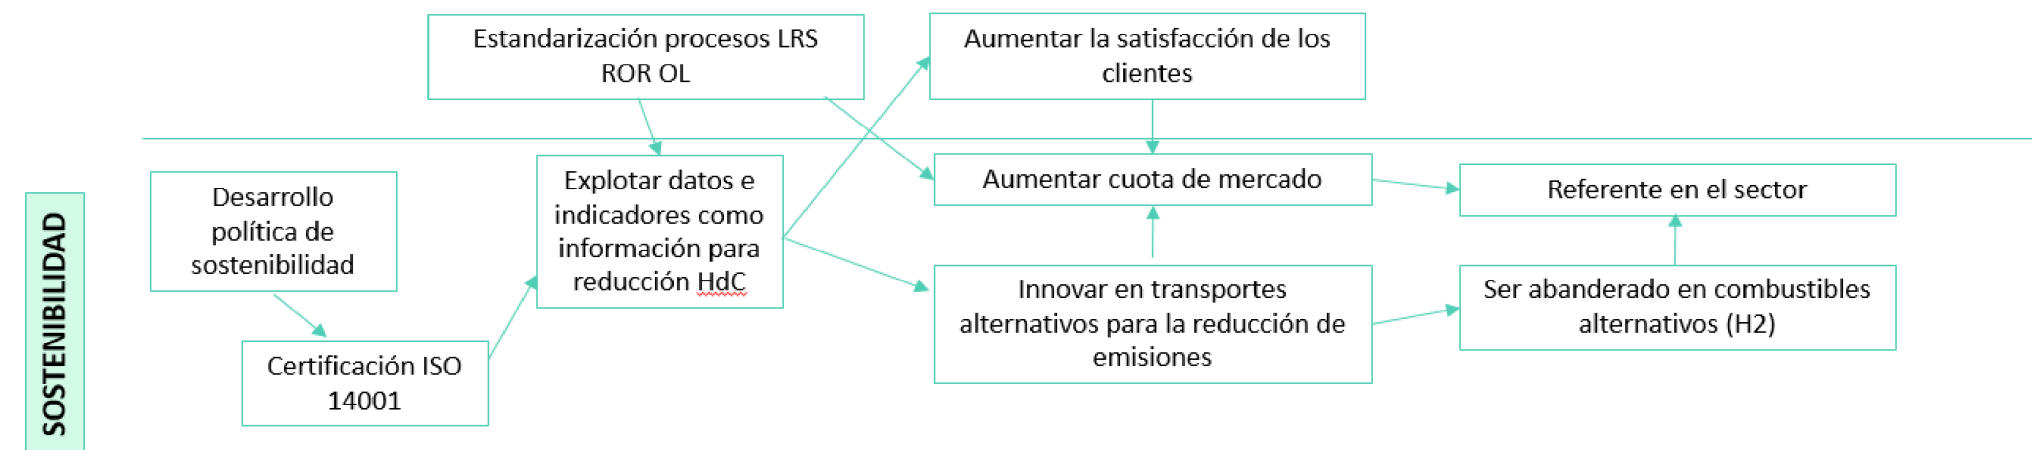 Estandarización procesos LRS
ROR OL
Aumentar la satisfacción de los
clientes
SOSTENIBILIDAD
Desarrollo
política de
sostenibilidad
Certificación ISO
14001
Explotar datos e
indicadores como
información para
reducción HdC
Aumentar cuota de mercado
Innovar en transportes
alternativos para la reducción de
emisiones
Referente en el sector
Ser abanderado en combustibles
alternativos (H2)